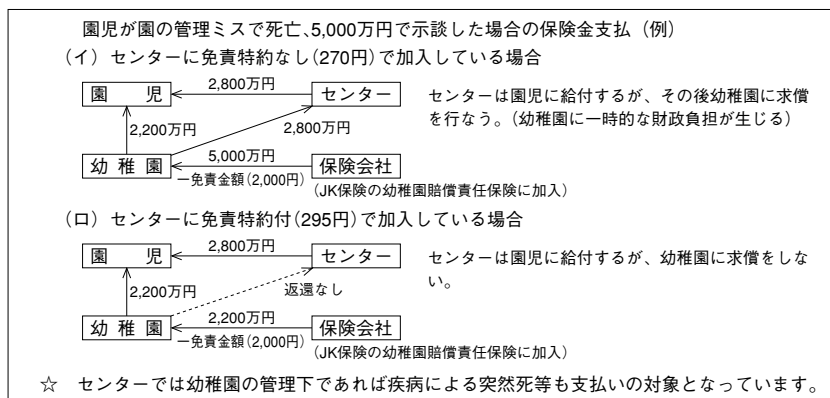 園児が園の管理ミスで死亡、5,000万円で示談した場合の保険金支払（例）
（イ）センターに免責特約なし（270円）で加入している場合
園　児
2,800万円
センター
センターは園児に給付するが、その後幼稚園に求償
を行なう。（幼稚園に一時的な財政負担が生じる）
2,200万円
2,800万円
幼 稚 園
5,000万円
保険会社
ー免責金額（2,000円）
（JK保険の幼稚園賠償責任保険に加入）
（ロ）センターに免責特約付（295円）で加入している場合
園　児
2,800万円
センター
センターは園児に給付するが、幼稚園に求償をしな
い。
2,200万円
返還なし
幼 稚 園
2,200万円
保険会社
ー免責金額（2,000円）
（JK保険の幼稚園賠償責任保険に加入）
☆　センターでは幼稚園の管理下であれば疾病による突然死等も支払いの対象となっています。